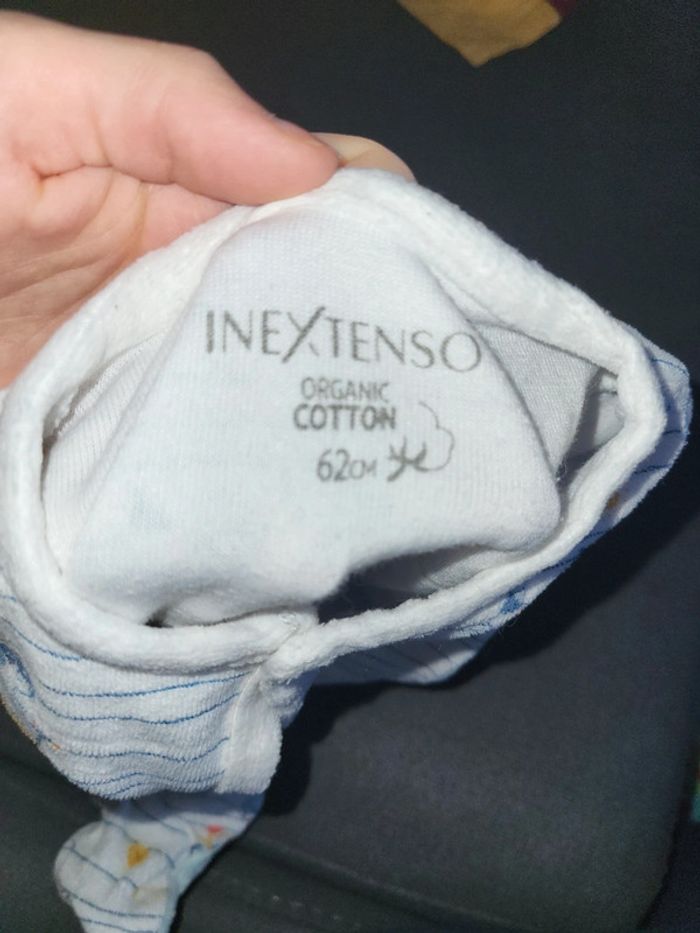 INEXTENSO
ORGANIC
COTTON
62CM